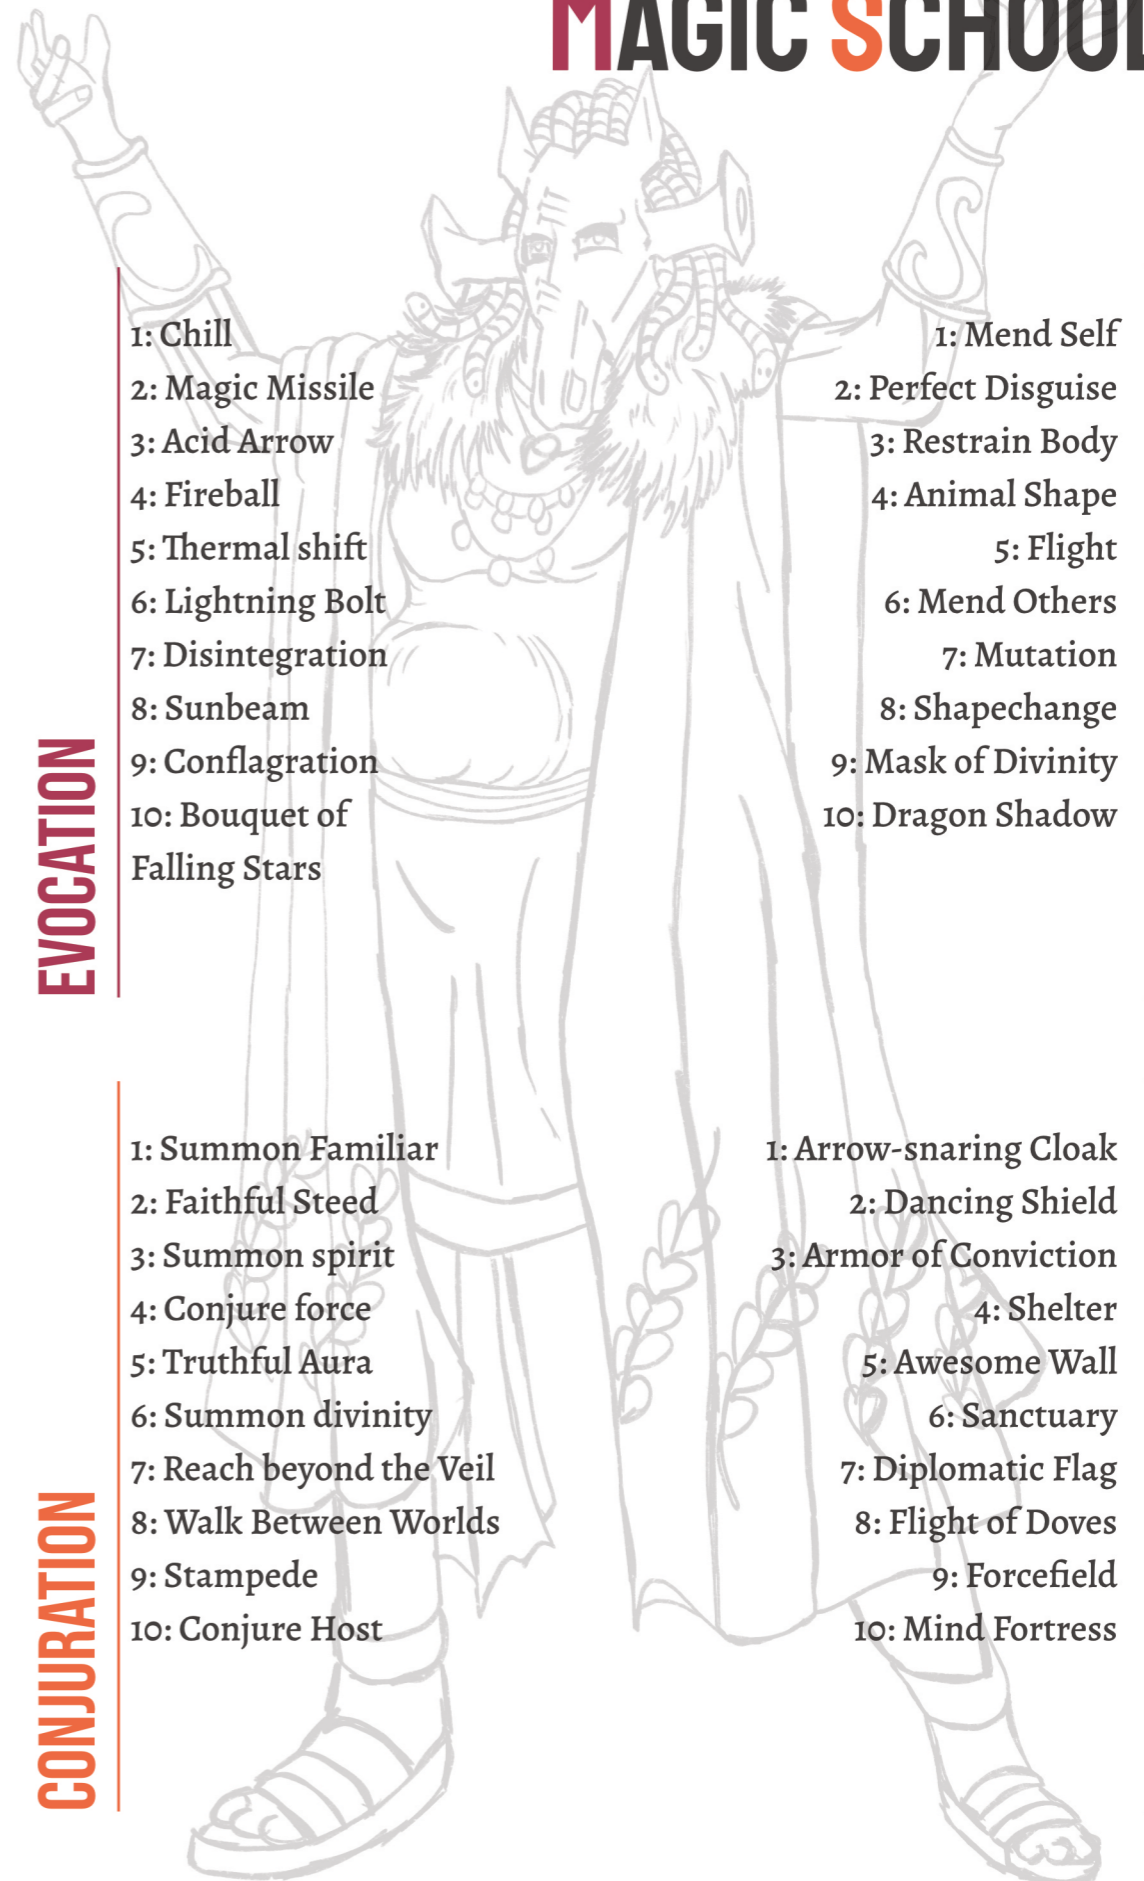 MAGIC SCHOOL
EVOCATION
1: Chill
2: Magic Missile
3: Acid Arrow
4: Fireball
5: Thermal shift
6: Lightning Bolt
7: Disintegration
8: Sunbeam
9: Conflagration
10: Bouquet of
Falling Stars
1: Mend Self
2: Perfect Disguise
3: Restrain Body
4: Animal Shape
5: Flight
6: Mend Others
7: Mutation
8: Shapechange
9: Mask of Divinity
10: Dragon Shadow
CONJURATION
1: Summon Familiar
2: Faithful Steed
3: Summon spirit
4: Conjure force
5: Truthful Aura
6: Summon divinity
7: Reach beyond the Veil
8: Walk Between Worlds
9: Stampede
10: Conjure Host
1: Arrow-snaring Cloak
2: Dancing Shield
3: Armor of Conviction
4: Shelter
5: Awesome Wall
6: Sanctuary
7: Diplomatic Flag
8: Flight of Doves
9: Forcefield
10: Mind Fortress